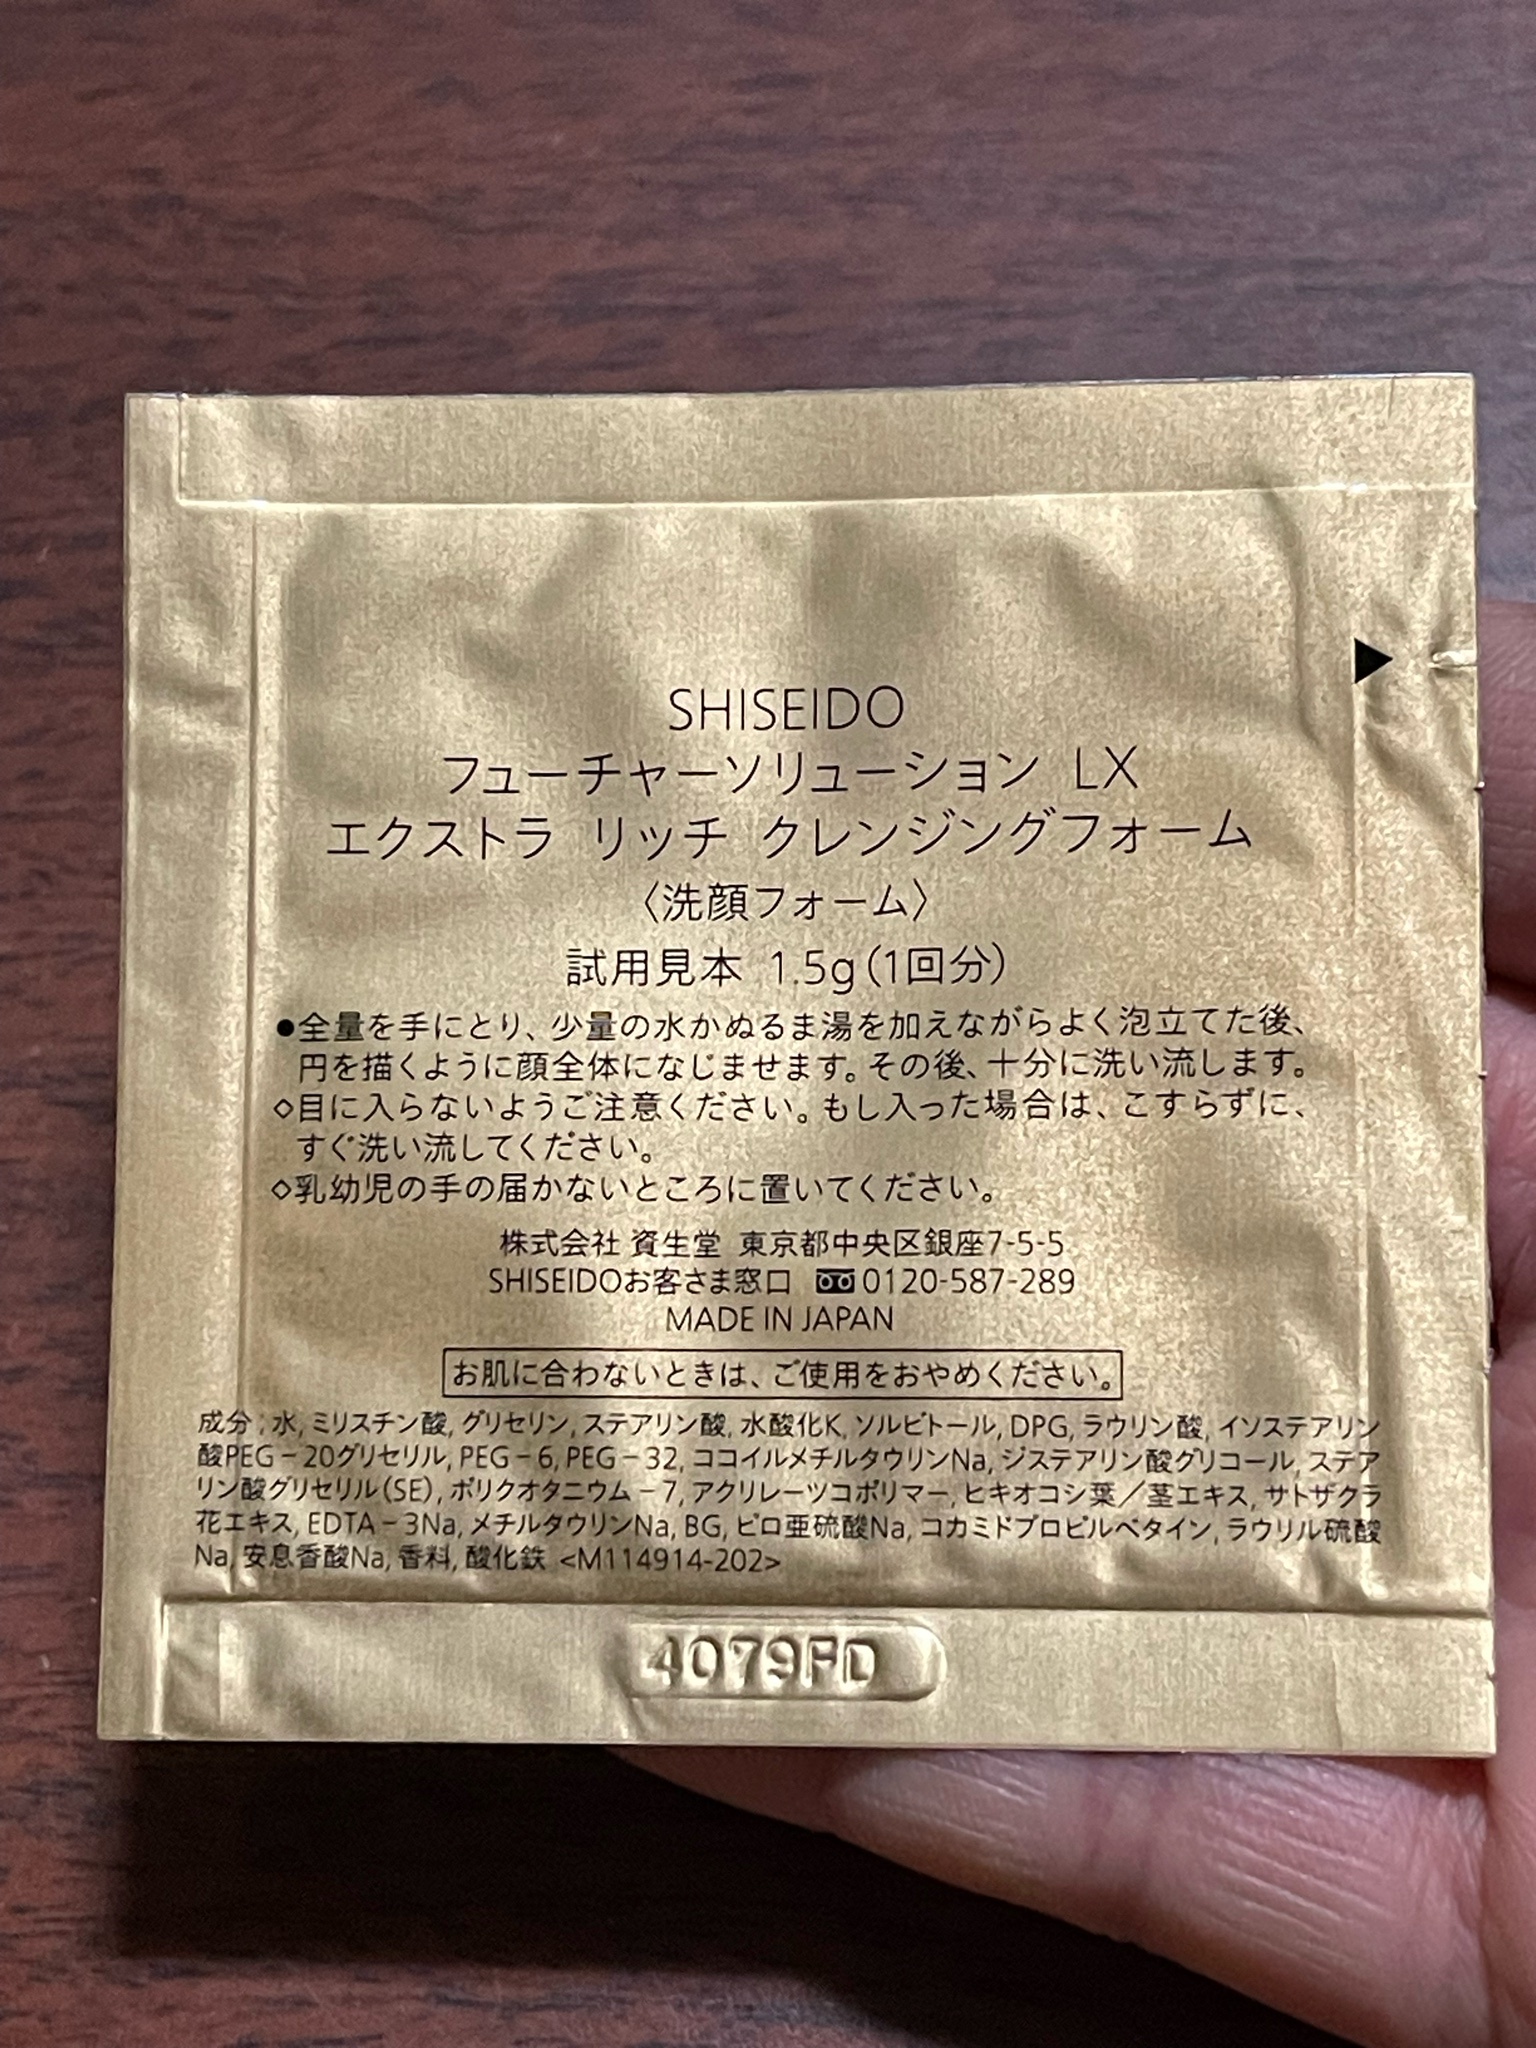 SHISEIDO
フューチャーソリューション LX
エクストラ リッチ クレンジングフォーム
〈洗顔フォーム〉
試用見本 1.5g(1回分)
●全量を手にとり、少量の水かぬるま湯を加えながらよく泡立てた後、
円を描くように顔全体になじませます。その後、十分に洗い流します。
◇目に入らないようご注意ください。もし入った場合は、こすらずに、
すぐ洗い流してください。
◇乳幼児の手の届かないところに置いてください。
株式会社 資生堂 東京都中央区銀座7-5-5
SHISEIDOお客さま窓口 0120-587-289
MADE IN JAPAN
お肌に合わないときは、ご使用をおやめください。
成分:水, ミリスチン酸, グリセリン, ステアリン酸, 水酸化K, ソルビトール, DPG, ラウリン酸, イソステアリン
酸PEG-20グリセリル, PEG-6, PEG-32, ココイルメチルタウリンNa, ジステアリン酸グリコール, ステア
リン酸グリセリル(SE), ポリクオタニウム-7, アクリレーツコポリマー, ヒキオコシ葉/茎エキス, サトザクラ
花エキス, EDTA-3Na, メチルタウリンNa, BG, ピロ亜硫酸Na, コカミドプロピルベタイン, ラウリル硫酸
Na, 安息香酸Na, 香料, 酸化鉄 <M114914-202>
4079FD